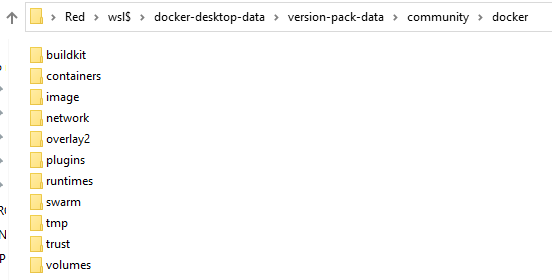 Red > wsl$ > docker-desktop-data > version-pack-data > community > docker
buildkit
containers
image
network
overlay2
plugins
runtimes
swarm
tmp
trust
volumes